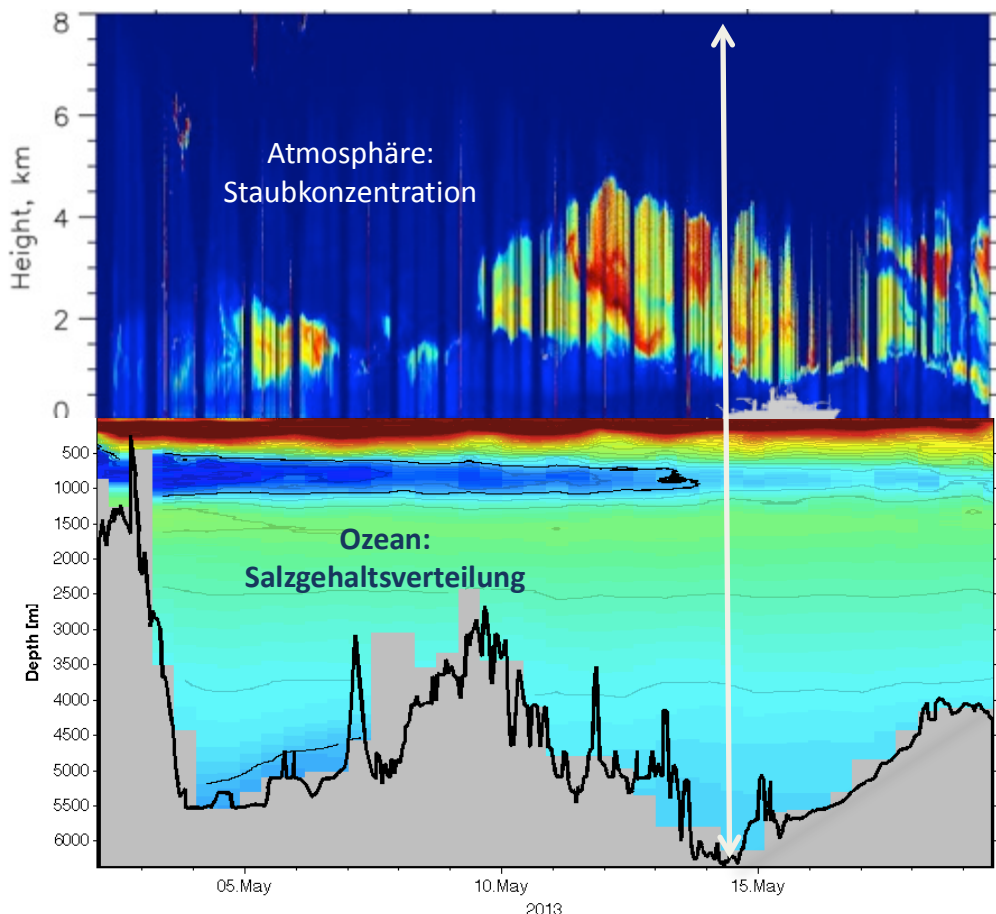 8
6
4
2
0
Height, km
Atmosphäre:
Staubkonzentration
500
1000
1500
2000
2500
3000
3500
4000
4500
5000
5500
6000
Depth [m]
Ozean:
Salzgehaltsverteilung
05.May
10.May
15.May
2013